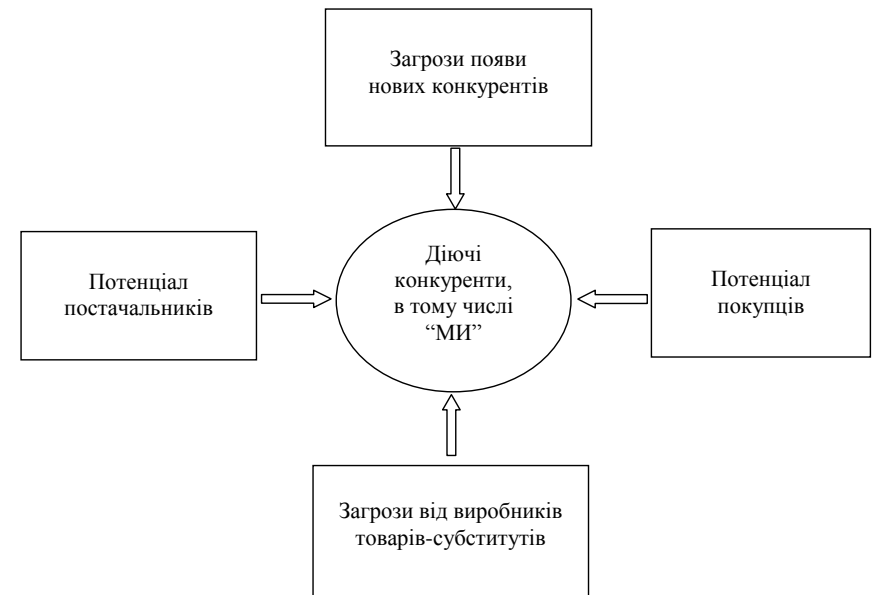 Загрози появи
нових конкурентів
Діючі
конкуренти,
в тому числі
“МИ”
Потенціал
постачальників
Потенціал
покупців
Загрози від виробників
товарів-субститутів